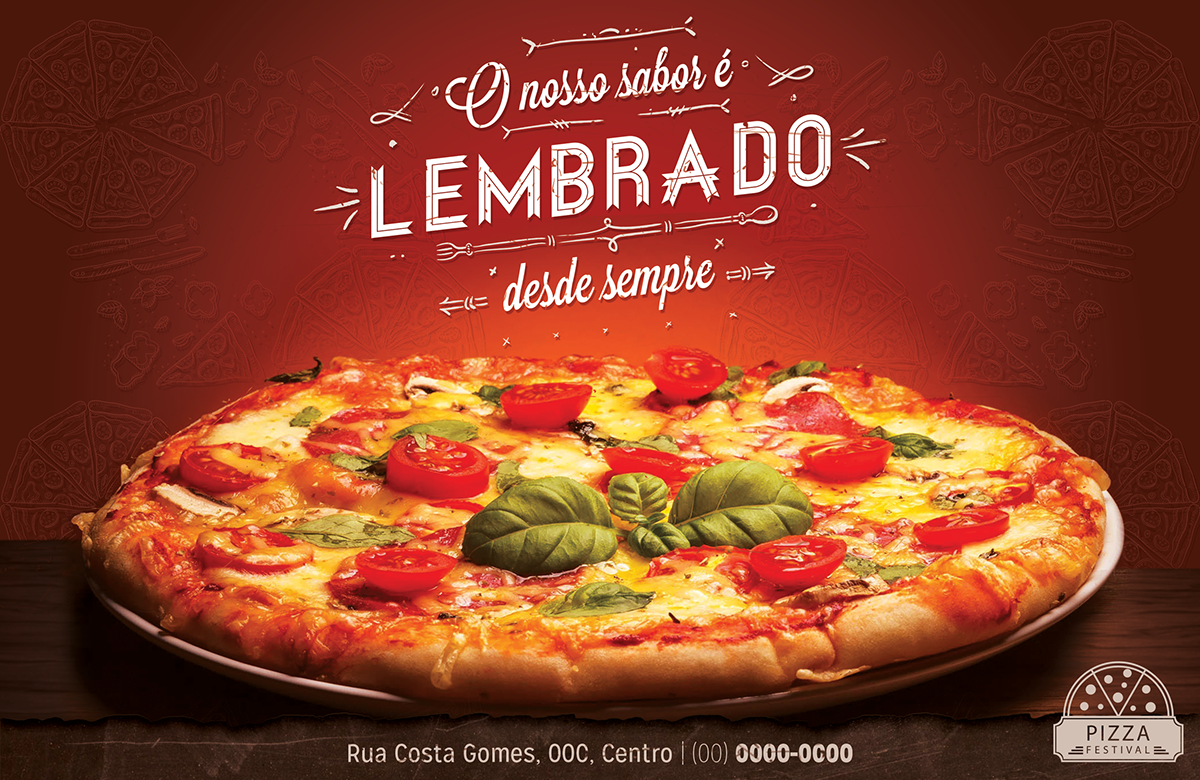 O nosso sabor é
LEMBRADO
desde sempre
Rua Costa Gomes, 00C, Centro | (00) 0000-0C00
PIZZA
FESTIVAL